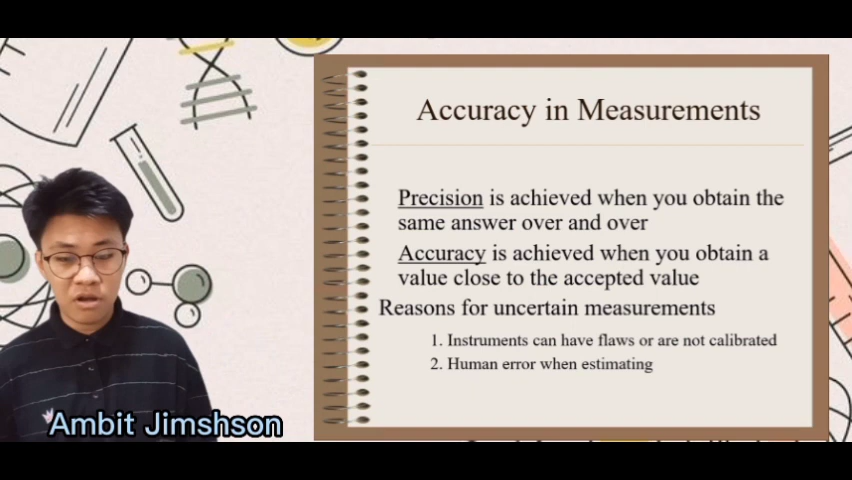 Accuracy in Measurements
Precision is achieved when you obtain the
same answer over and over
Accuracy is achieved when you obtain a
value close to the accepted value
Reasons for uncertain measurements
1. Instruments can have flaws or are not calibrated
2. Human error when estimating
Ambit Jimshson